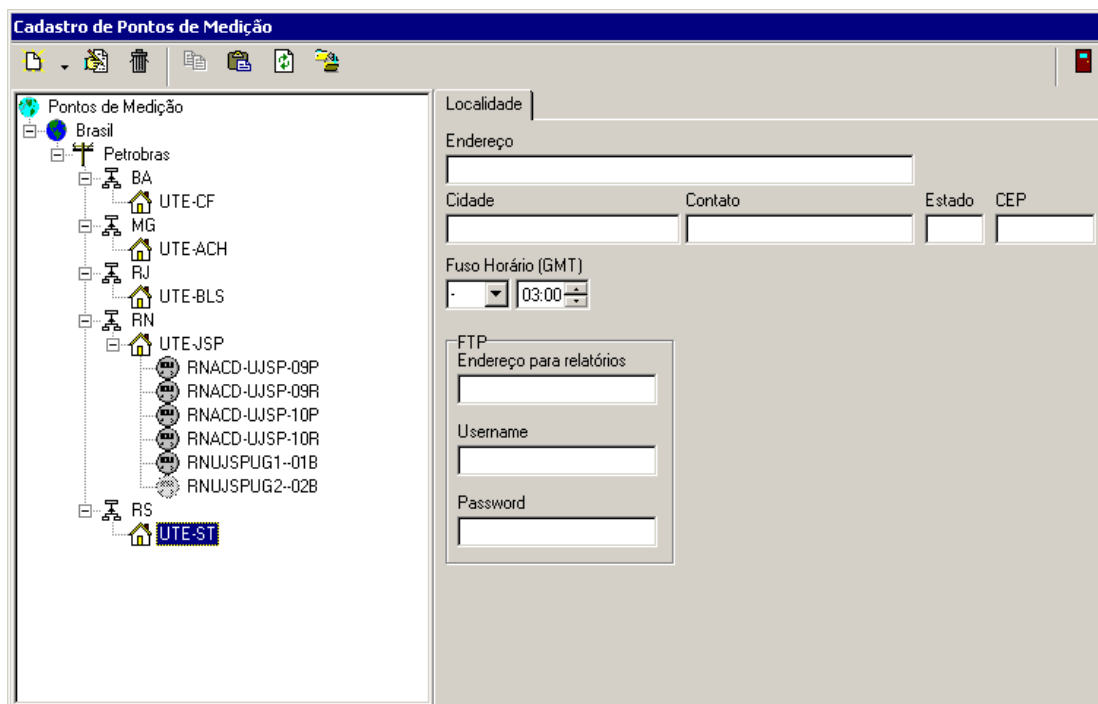 Cadastro de Pontos de Medição
Pontos de Medição
Brasil
Petrobras
BA
UTE-CF
MG
UTE-ACH
RJ
UTE-BLS
RN
UTE-JSP
RNACD-UJSP-09P
RNACD-UJSP-09R
RNACD-UJSP-10P
RNACD-UJSP-10R
RNUJSPUG1--01B
RNUJSPUG2--02B
RS
UTE-ST
Localidade
Endereço
Cidade Contato Estado CEP
Fuso Horário (GMT)
- 03:00
FTP
Endereço para relatórios
Username
Password